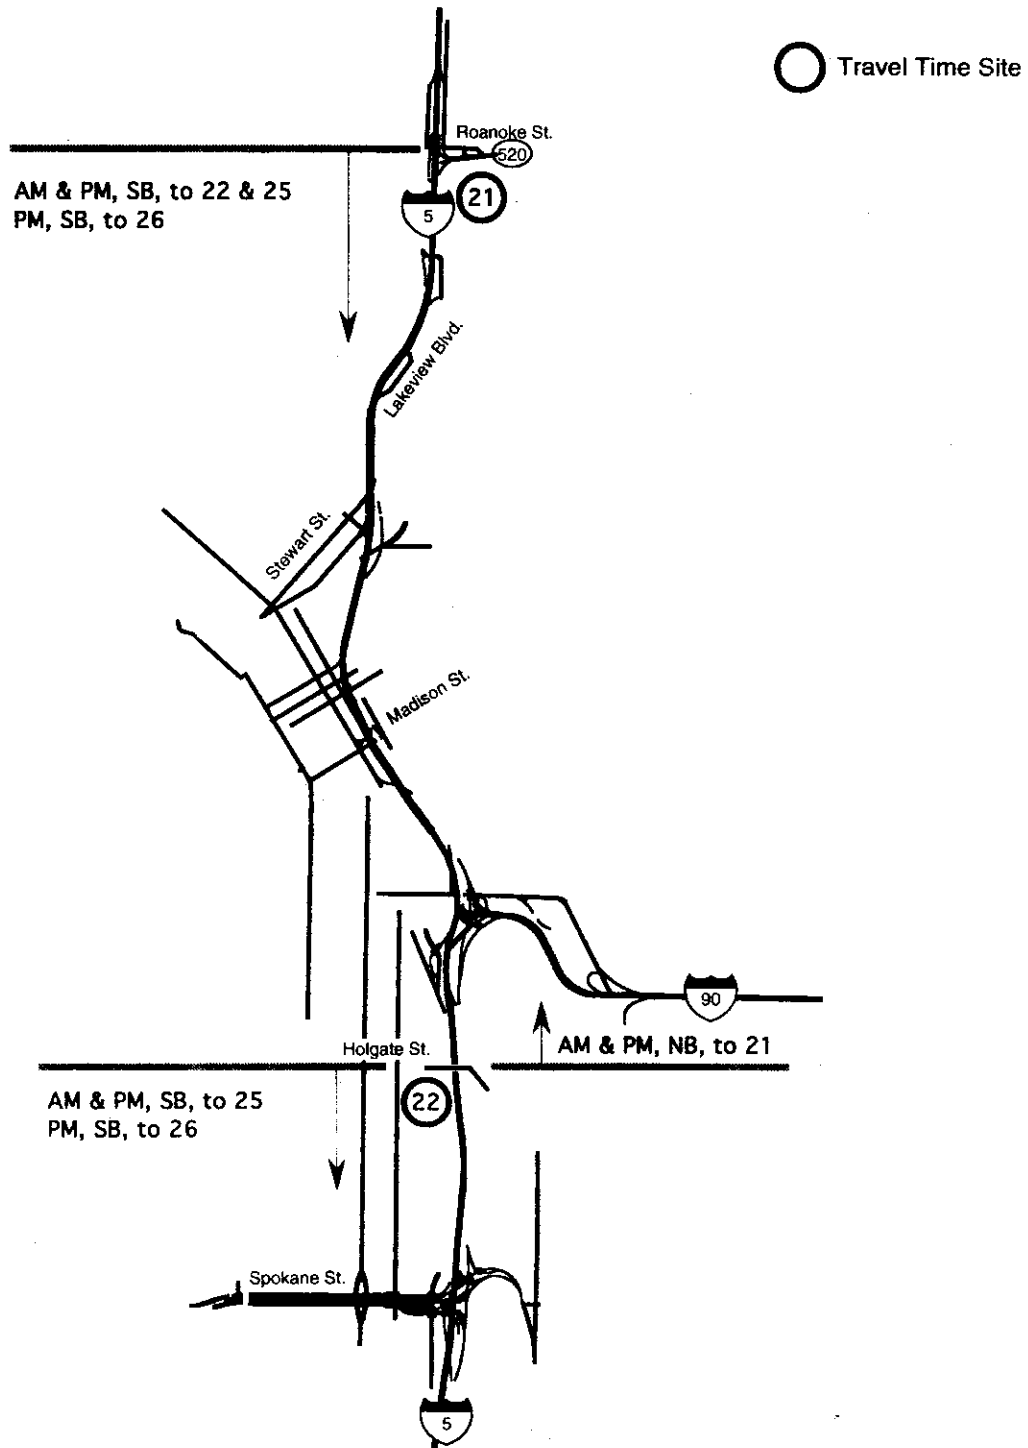 Travel Time Site
Roanoke St.
520
AM & PM, SB, to 22 & 25
PM, SB, to 26
21
5
Lakeview Blvd.
Stewart St.
Madison St.
90
AM & PM, NB, to 21
Holgate St.
AM & PM, SB, to 25
PM, SB, to 26
22
Spokane St.
5